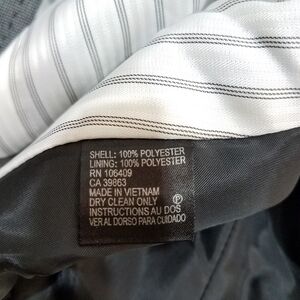 SHELL: 100% POLYESTER
LINING: 100% POLYESTER
RN 106409
CA 39863
MADE IN VIETNAM
DRY CLEAN ONLY Ⓟ
INSTRUCTIONS AU DOS
VER AL DORSO PARA CUIDADO